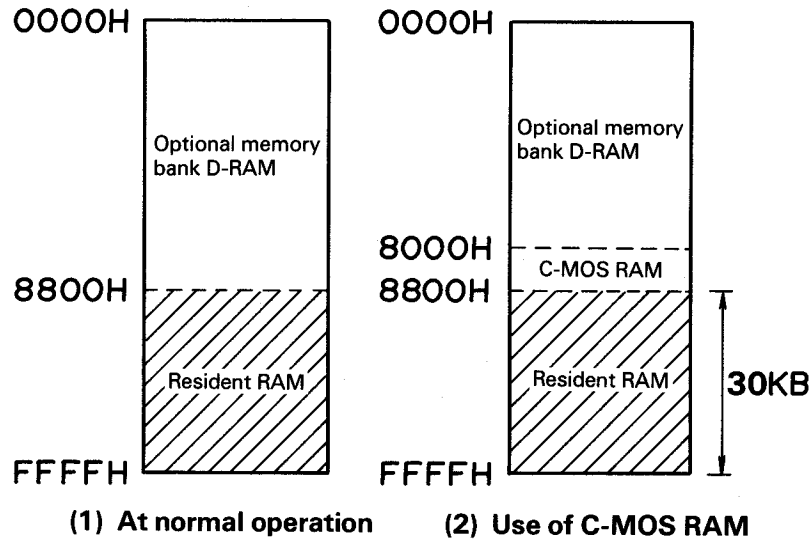 0000H
Optional memory
bank D-RAM
8800H
Resident RAM
FFFFH
(1) At normal operation
0000H
Optional memory
bank D-RAM
8000H
C-MOS RAM
8800H
Resident RAM
30KB
FFFFH
(2) Use of C-MOS RAM